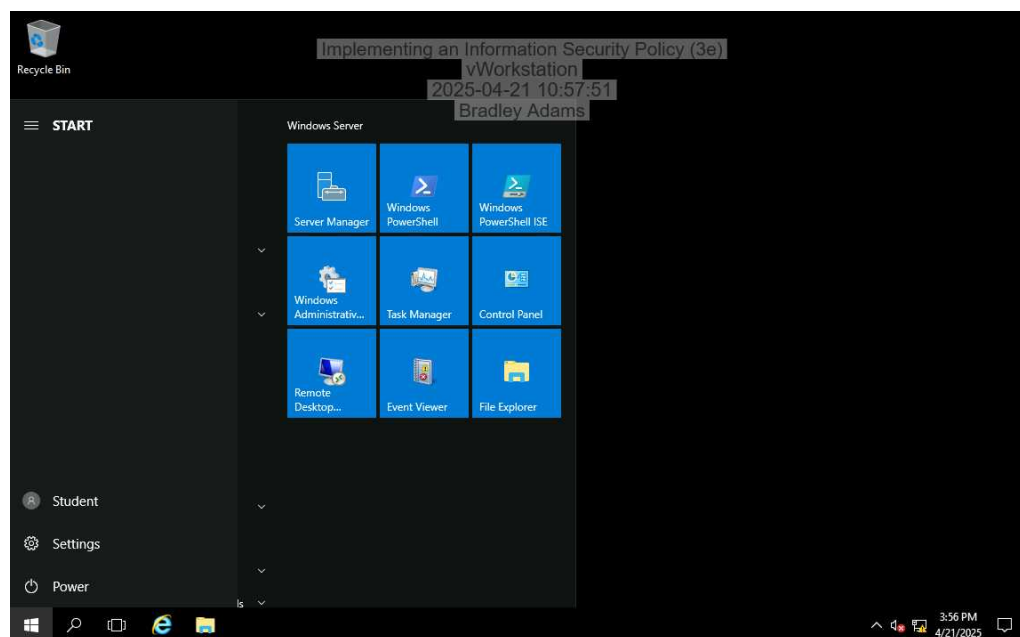 Recycle Bin
Implementing an Information Security Policy (3e)
vWorkstation
2025-04-21 10:57:51
Bradley Adams
START
Windows Server
Server Manager
Windows PowerShell
Windows PowerShell ISE
Windows Administrativ...
Task Manager
Control Panel
Remote Desktop...
Event Viewer
File Explorer
Student
Settings
Power
ls
3:56 PM
4/21/2025